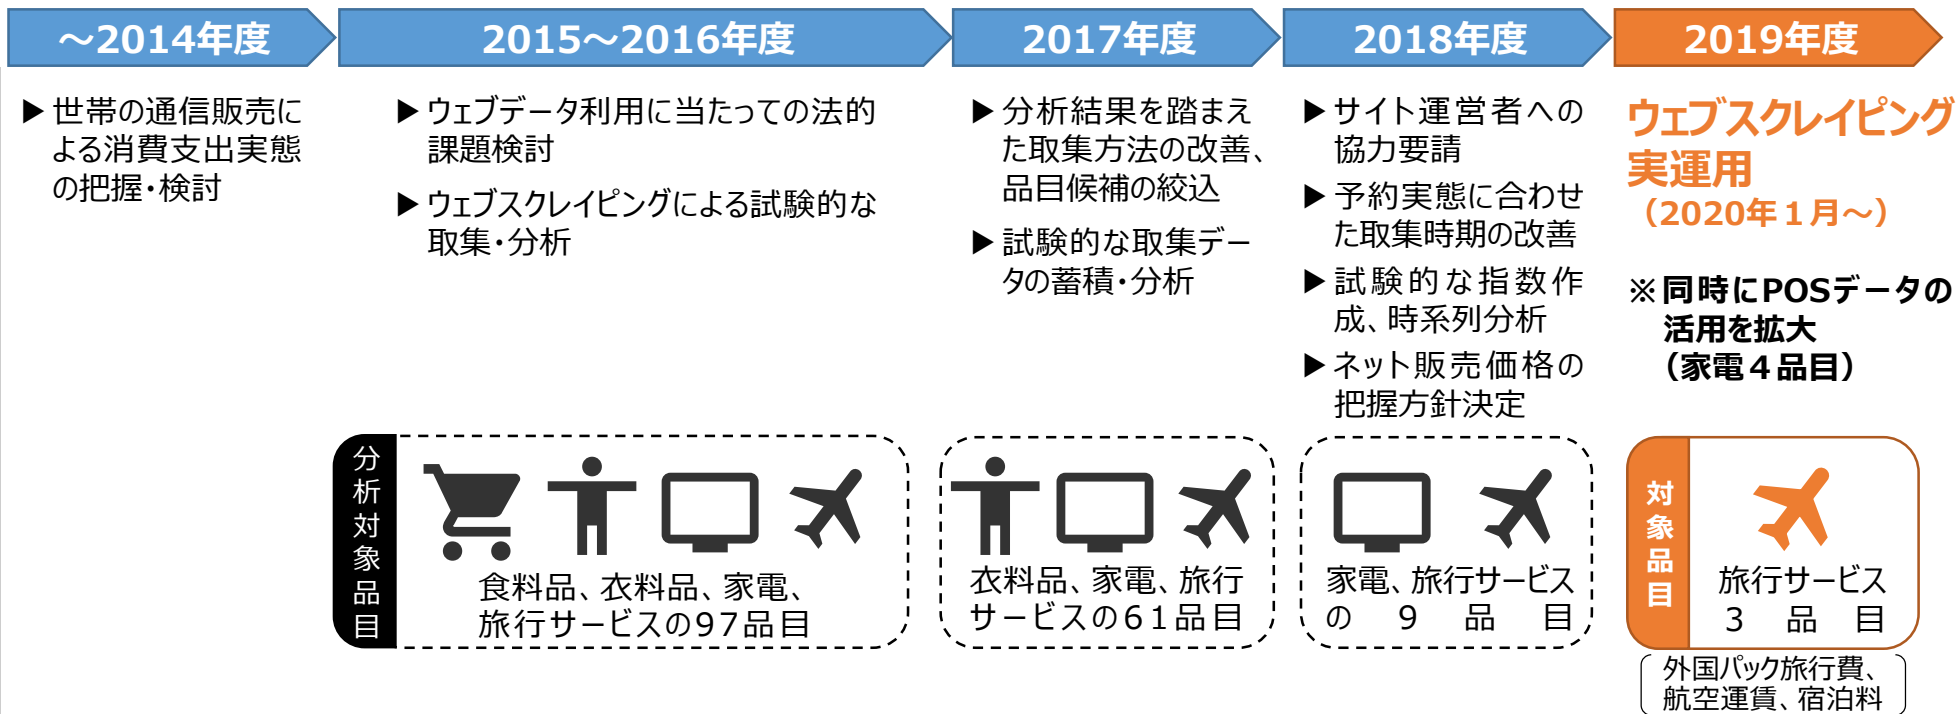 ～2014年度
2015～2016年度
2017年度
2018年度
2019年度
▶世帯の通信販売に
よる消費支出実態
の把握・検討
▶ウェブデータ利用に当たっての法的
課題検討
▶ウェブスクレイピングによる試験的な
取集・分析
▶分析結果を踏まえ
た取集方法の改善、
品目候補の絞込
▶試験的な取集デー
タの蓄積・分析
▶サイト運営者への
協力要請
▶予約実態に合わせ
た取集時期の改善
▶試験的な指数作
成、時系列分析
▶ネット販売価格の
把握方針決定
ウェブスクレイピング
実運用
（2020年１月～）
※同時にPOSデータの
活用を拡大
（家電４品目）
分析対象品目
食料品、衣料品、家電、
旅行サービスの97品目
衣料品、家電、旅行
サービスの61品目
家電、旅行サービス
の9品目
対象品目
旅行サービス
3品目
外国パック旅行費、
航空運賃、宿泊料